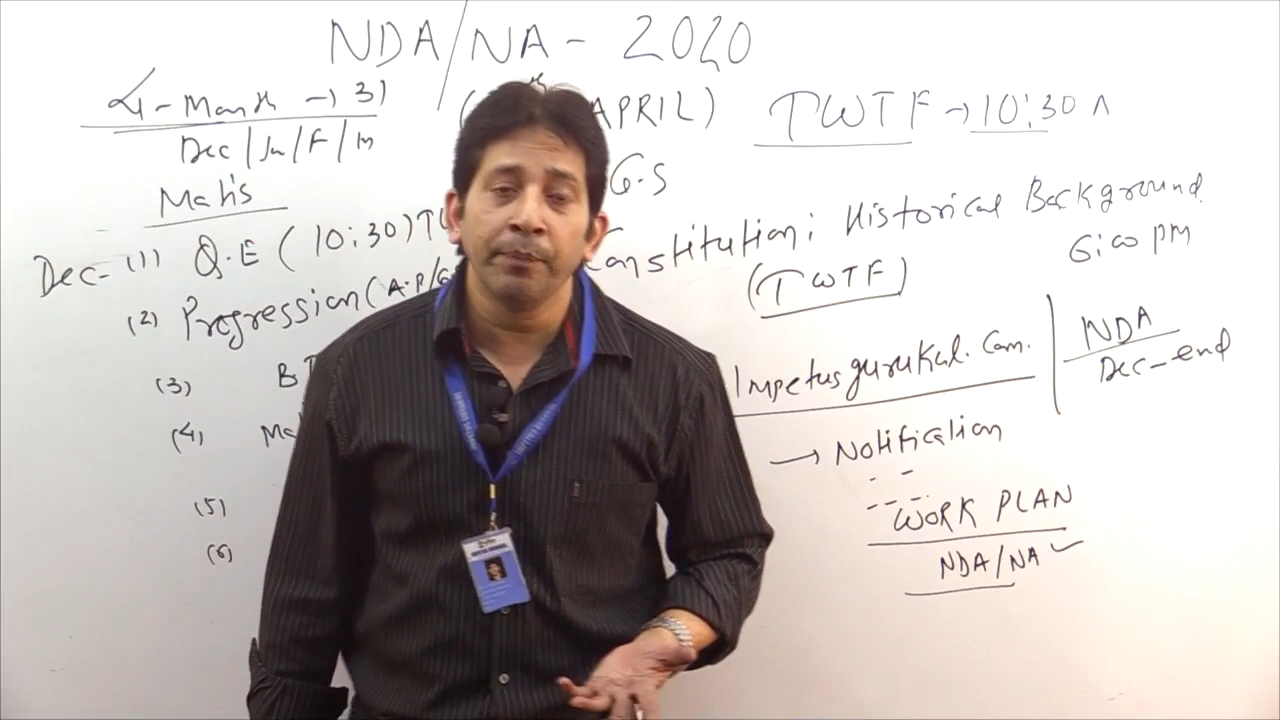 NDA/NA - 2020
4-Month → 31
Dec/Jn/F/M
APRIL)
TWTF → 10:30 A
G.S
Maths
Dec- (1) Q.E (10:30) T
Constitution; Historical Background
6:00 PM
(TWTF)
(2) Progression (A.P/G
(3) B
(4) Ma
(5)
(6)
Impetusgurukul.Com.
NDA
Dec-end
→ Notification
WORK PLAN
NDA/NA ✓